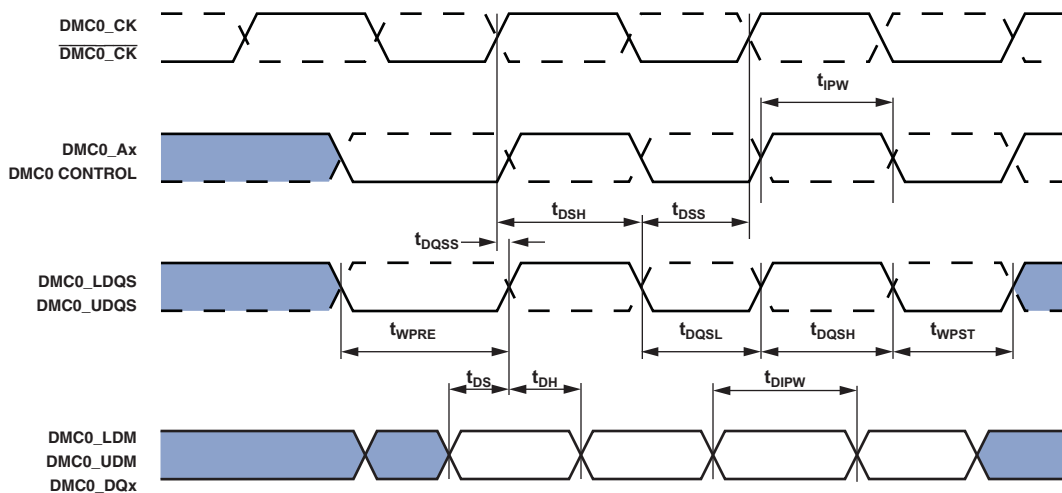 DMC0_CK
DMC0_CK
tIPW
DMC0_Ax
DMC0 CONTROL
tDSH
tDSS
tDQSS
DMC0_LDQS
DMC0_UDQS
tWPRE
tDQSL
tDQSH
tWPST
tDS
tDH
tDIPW
DMC0_LDM
DMC0_UDM
DMC0_DQx